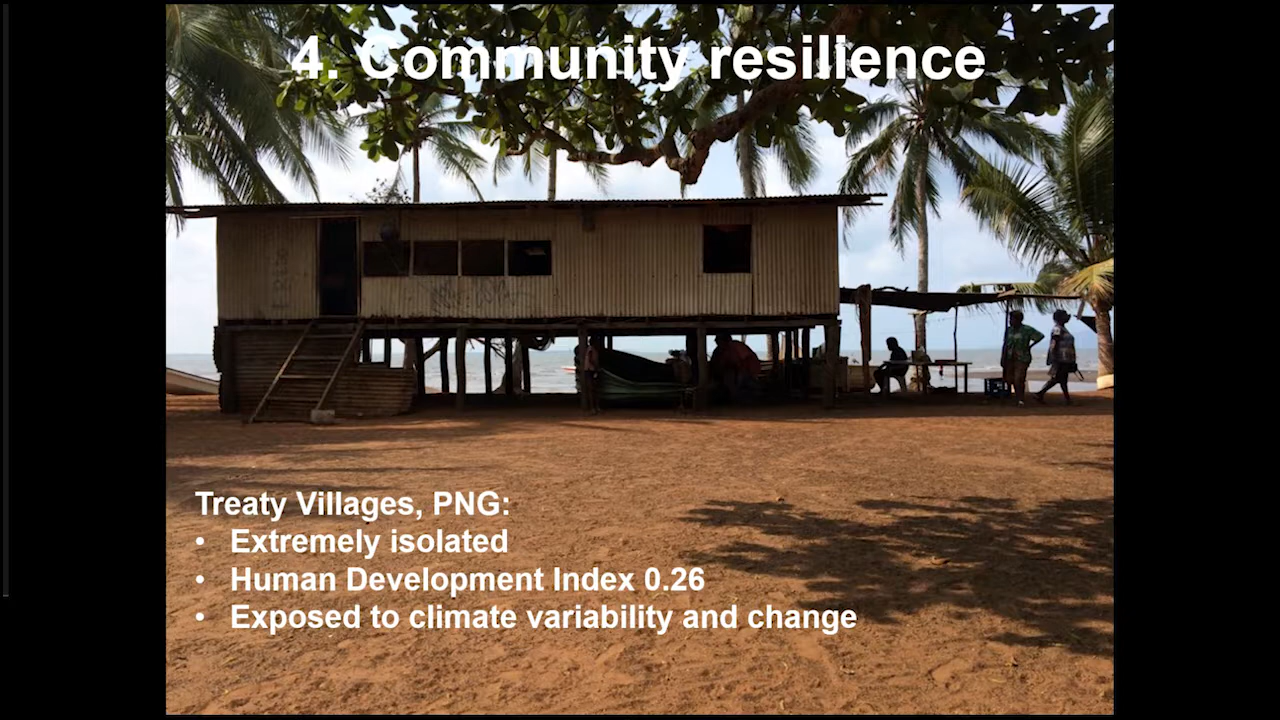 4. Community resilience
Treaty Villages, PNG:
• Extremely isolated
• Human Development Index 0.26
• Exposed to climate variability and change